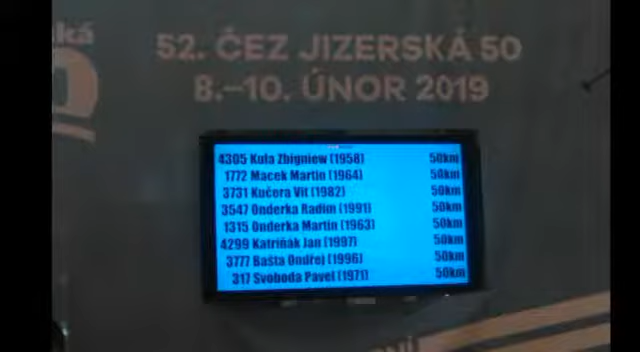 ká
52. ČEZ JIZERSKÁ 50
8.–10. ÚNOR 2019
4305 Kula Zbigniew (1958) 50km
1772 Macek Martin (1964) 50km
3731 Kučora Vít (1982) 50km
3547 Onderka Radim (1991) 50km
1315 Onderka Martin (1963) 50km
4299 Katriňák Jan (1997) 50km
3777 Bašta Ondřej (1996) 50km
317 Svoboda Pavel (1971) 50km